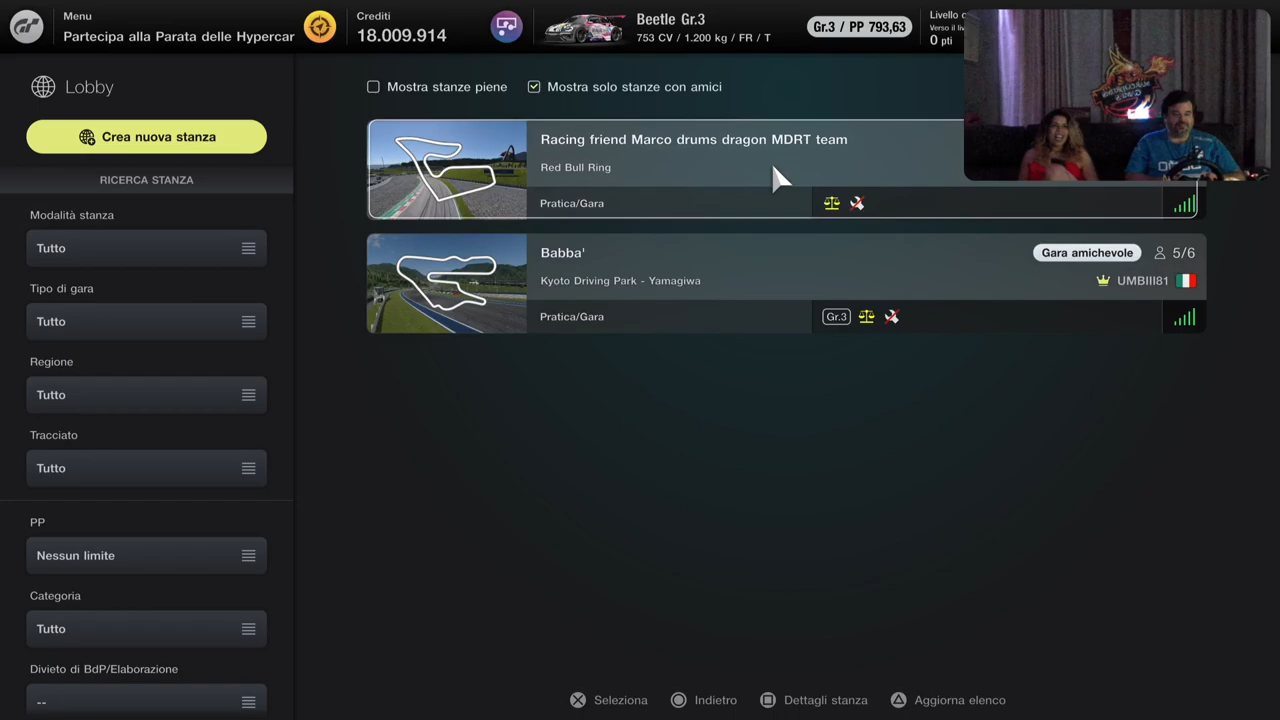 Menu
Partecipa alla Parata delle Hypercar
Crediti
18.009.914
Beetle Gr.3
753 CV / 1.200 kg / FR / T
Gr.3 / PP 793,63
Livello
Verso il
0 pti
Lobby
Mostra stanze piene
Mostra solo stanze con amici
Crea nuova stanza
RICERCA STANZA
Modalità stanza
Tutto
Tipo di gara
Tutto
Regione
Tutto
Tracciato
Tutto
PP
Nessun limite
Categoria
Tutto
Divieto di BdP/Elaborazione
--
Racing friend Marco drums dragon MDRT team
Red Bull Ring
Pratica/Gara
Babba'
Gara amichevole
5/6
Kyoto Driving Park - Yamagiwa
UMBIII81
Pratica/Gara
Gr.3
Seleziona
Indietro
Dettagli stanza
Aggiorna elenco